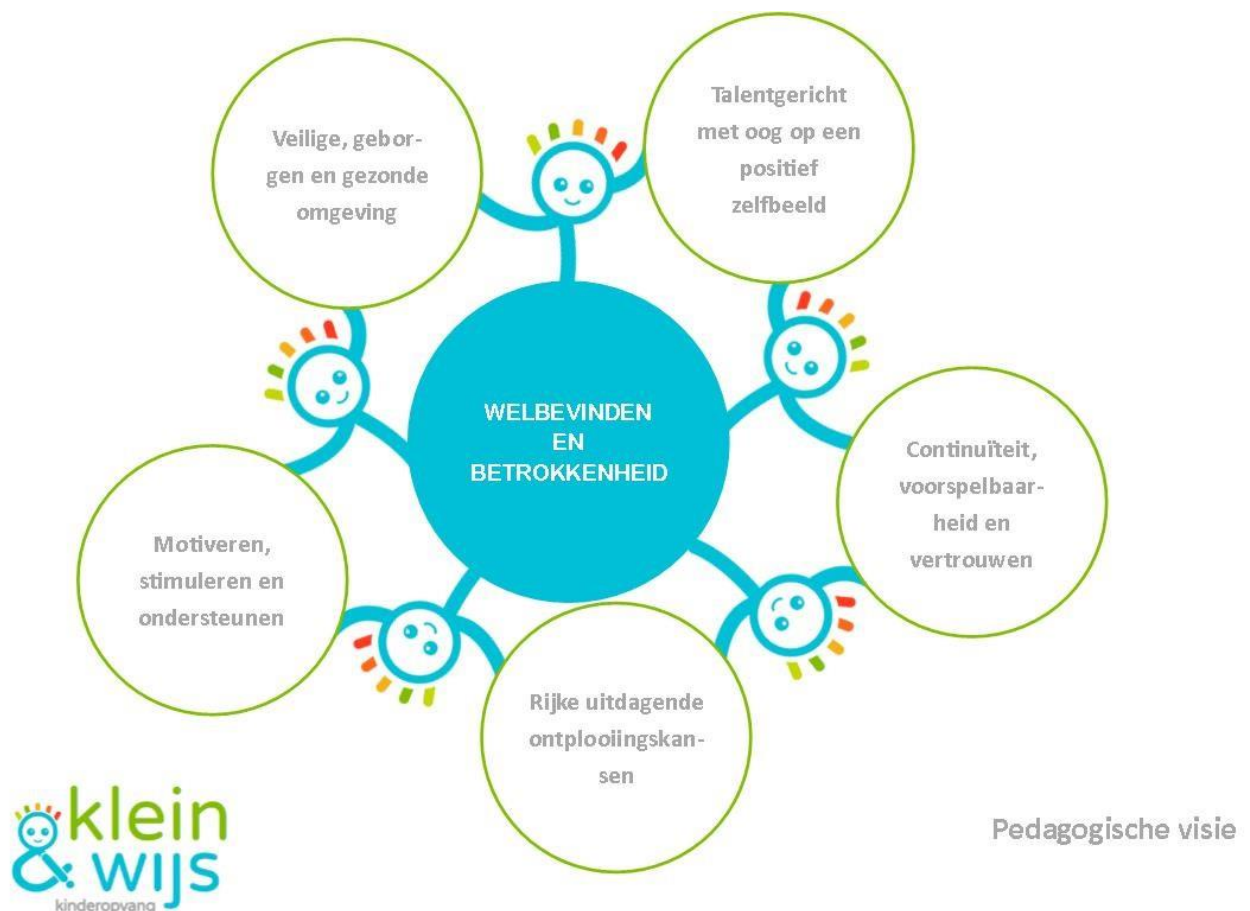 Veilige, gebor-
gen en gezonde
omgeving
Talentgericht
met oog op een
positief
zelfbeeld
WELBEVINDEN
EN
BETROKKENHEID
Continuïteit,
voorspelbaar-
heid en
vertrouwen
Motiveren,
stimuleren en
ondersteunen
Rijke uitdagende
ontplooiingskan-
sen
klein
& wijs
kinderopvang
Pedagogische visie